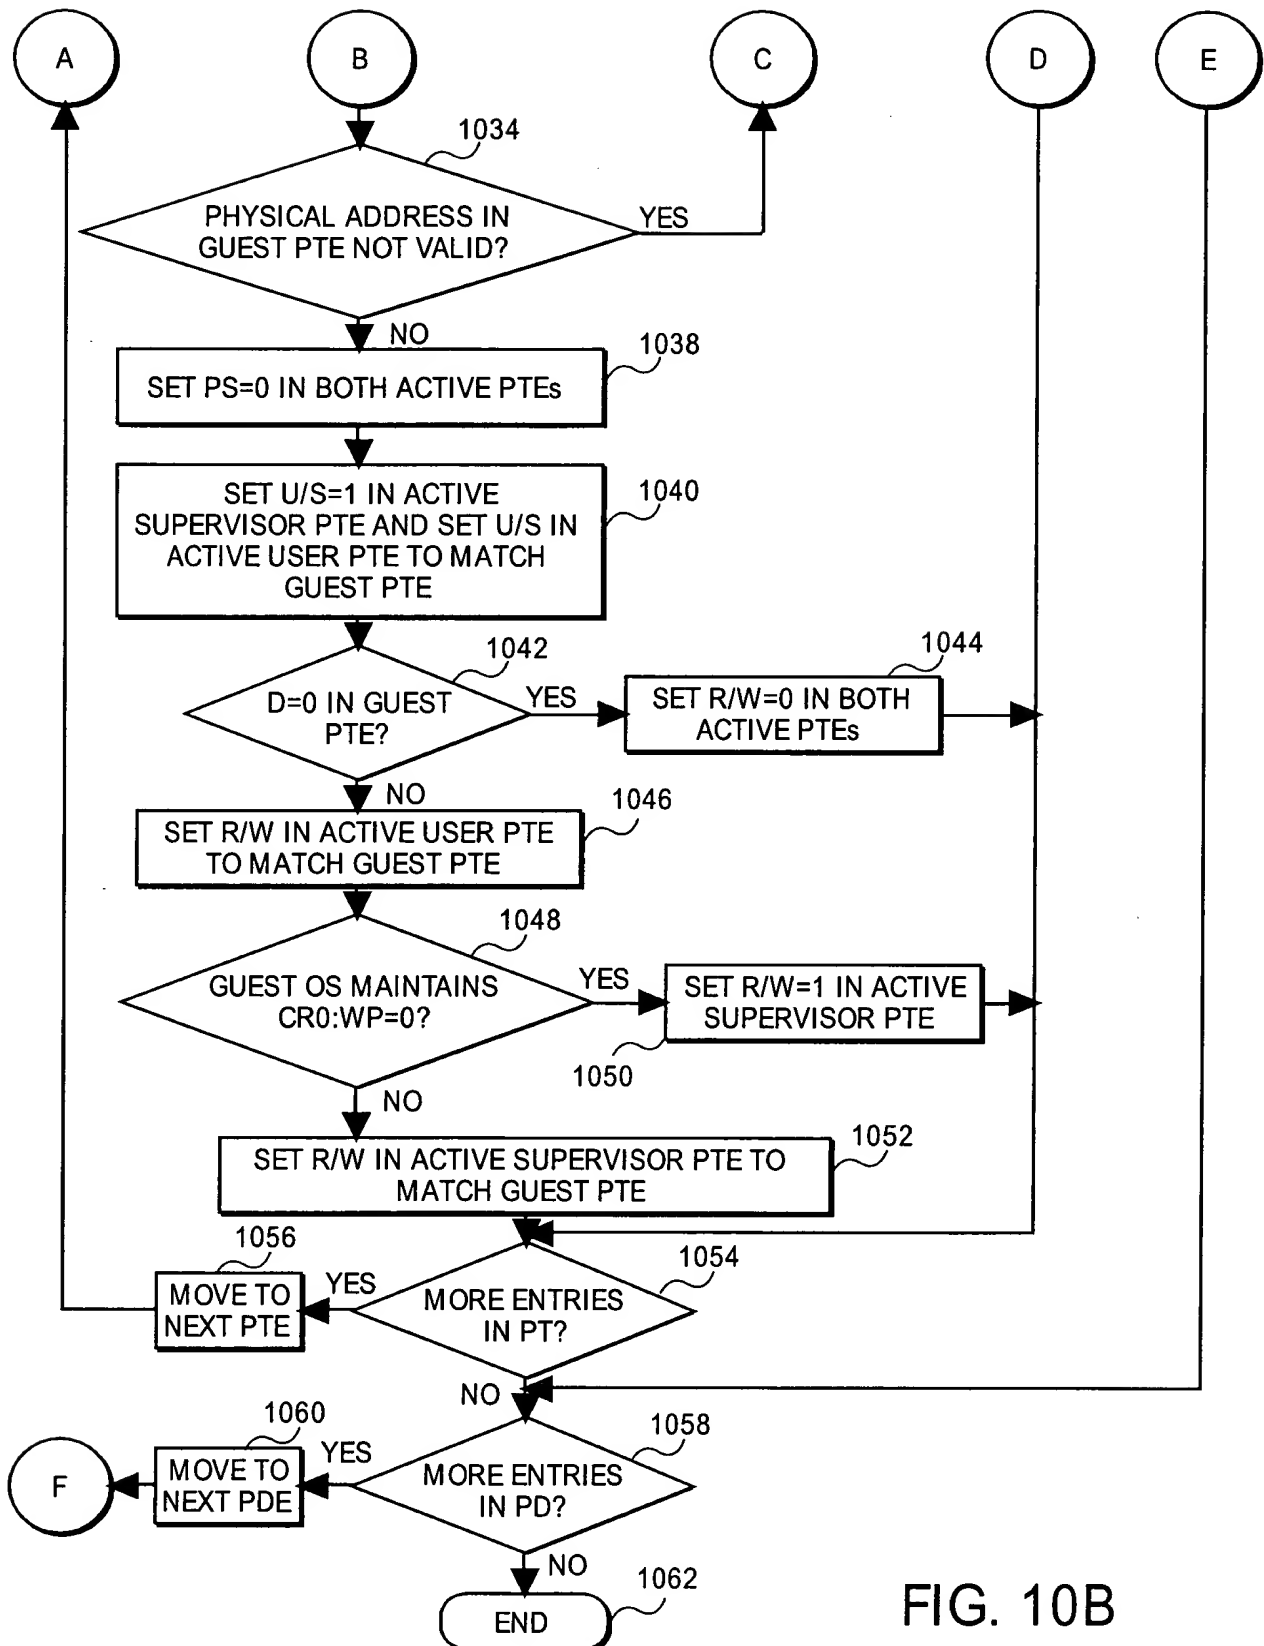 A
B
C
D
E
1034
PHYSICAL ADDRESS IN
GUEST PTE NOT VALID?
YES
NO
1038
SET PS=0 IN BOTH ACTIVE PTEs
1040
SET U/S=1 IN ACTIVE
SUPERVISOR PTE AND SET U/S IN
ACTIVE USER PTE TO MATCH
GUEST PTE
1042
D=0 IN GUEST
PTE?
YES
1044
SET R/W=0 IN BOTH
ACTIVE PTEs
NO
1046
SET R/W IN ACTIVE USER PTE
TO MATCH GUEST PTE
1048
GUEST OS MAINTAINS
CR0:WP=0?
YES
SET R/W=1 IN ACTIVE
SUPERVISOR PTE
1050
NO
1052
SET R/W IN ACTIVE SUPERVISOR PTE TO
MATCH GUEST PTE
1056
MOVE TO
NEXT PTE
YES
1054
MORE ENTRIES
IN PT?
NO
1060
F
MOVE TO
NEXT PDE
YES
1058
MORE ENTRIES
IN PD?
NO
1062
END
FIG. 10B